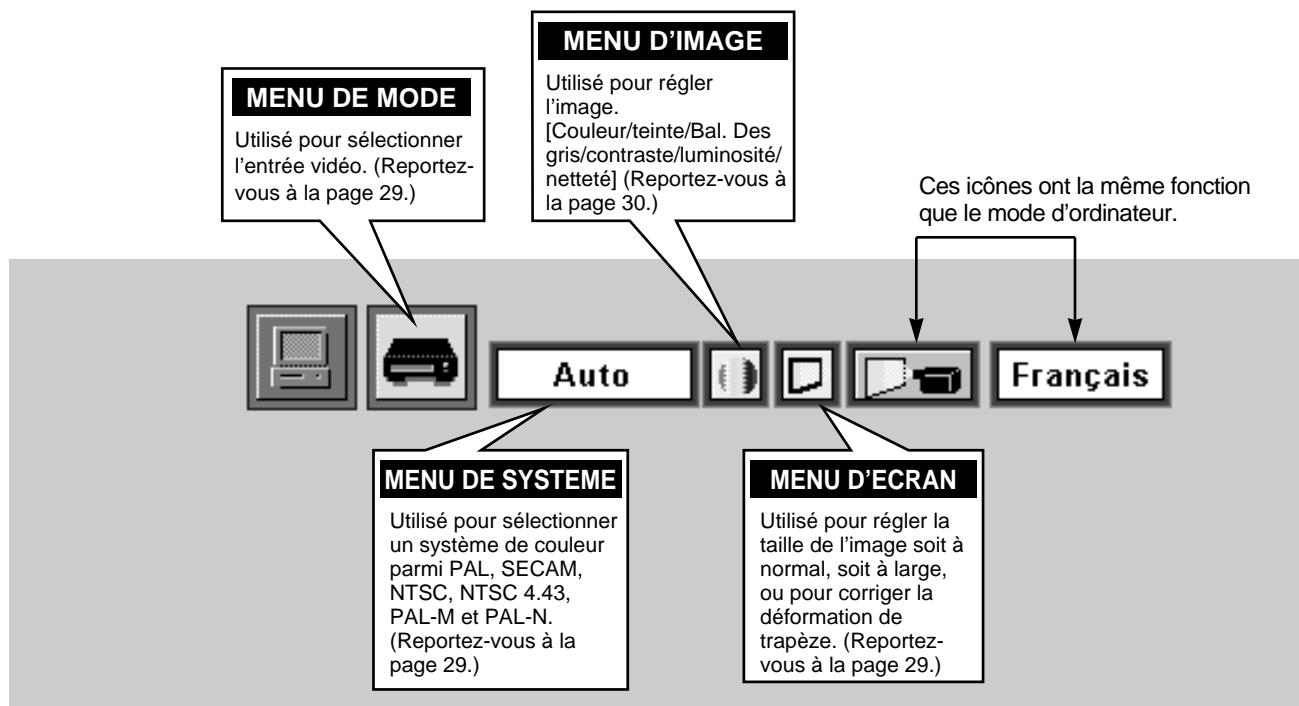 MENU D’IMAGE
Utilisé pour régler
l’image.
[Couleur/teinte/Bal. Des
gris/contraste/luminosité/
netteté] (Reportez-vous à
la page 30.)
MENU DE MODE
Utilisé pour sélectionner
l’entrée vidéo. (Reportez-
vous à la page 29.)
Ces icônes ont la même fonction
que le mode d’ordinateur.
Auto
Français
MENU DE SYSTEME
Utilisé pour sélectionner
un système de couleur
parmi PAL, SECAM,
NTSC, NTSC 4.43,
PAL-M et PAL-N.
(Reportez-vous à la
page 29.)
MENU D’ECRAN
Utilisé pour régler la
taille de l’image soit à
normal, soit à large,
ou pour corriger la
déformation de
trapèze. (Reportez-
vous à la page 29.)